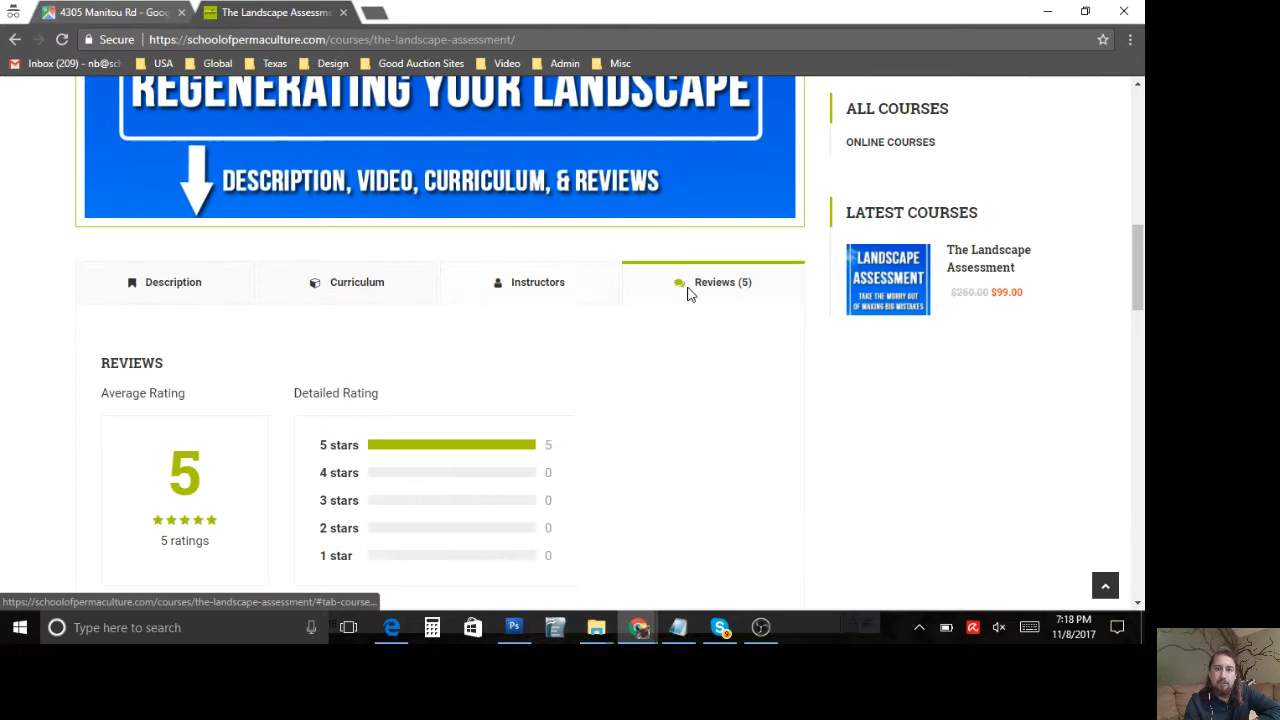 4305 Manitou Rd - Goog
The Landscape Assessme
Secure
https://schoolofpermaculture.com/courses/the-landscape-assessment/
Inbox (209) - nb@sch
USA
Global
Texas
Design
Good Auction Sites
Video
Admin
Misc
REGENERATING YOUR LANDSCAPE
DESCRIPTION, VIDEO, CURRICULUM, & REVIEWS
ALL COURSES
ONLINE COURSES
LATEST COURSES
LANDSCAPE
ASSESSMENT
TAKE THE WORRY OUT
OF MAKING BIG MISTAKES
The Landscape
Assessment
$260.00 $99.00
Description
Curriculum
Instructors
Reviews (5)
REVIEWS
Average Rating
Detailed Rating
5
5 ratings
5 stars 5
4 stars 0
3 stars 0
2 stars 0
1 star 0
https://schoolofpermaculture.com/courses/the-landscape-assessment/#tab-course...
Type here to search
Ps
7:18 PM
11/8/2017